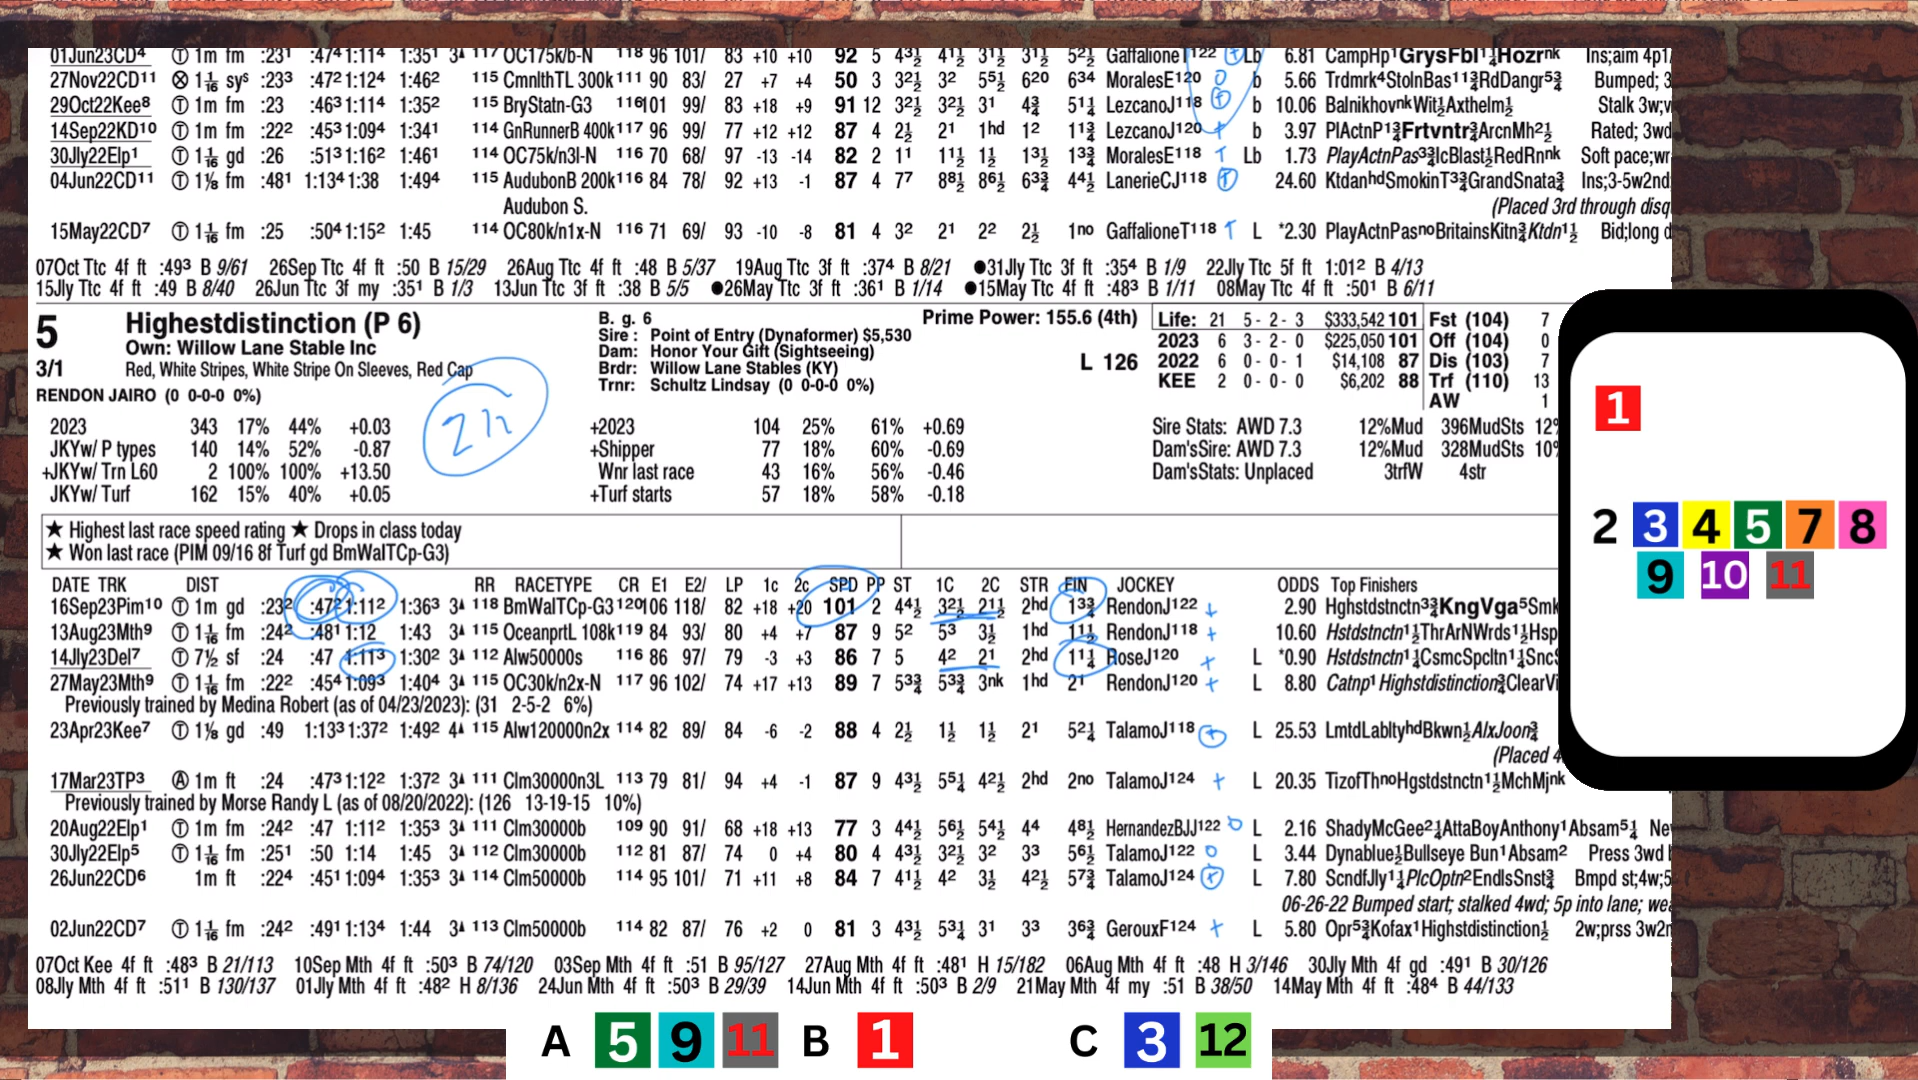 01Jun23CD⁴ Ⓣ 1m fm :23¹ :47⁴ 1:11⁴ 1:35¹ 3▲ 117 OC175k/b-N 118 96 101/ 83 +10 +10 92 5 4³½ 4¹½ 3¹½ 3¹½ 5²¼ Gaffalione T122 Lb 6.81 CampHp¹GrysFbl¹¼Hozrⁿᵏ Ins;aim 4p1/
27Nov22CD¹¹ ⊗ 1 1/16 syˢ :23³ :47² 1:12⁴ 1:46² 115 CmnlthTL 300k 111 90 83/ 27 +7 +4 50 3 3²½ 3² 5⁵½ 6²⁰ 6³⁴ MoralesE120 b 5.66 Trdmrk⁴StolnBas¹¹¾RdDangr⁵¾ Bumped; 3
29Oct22Kee⁸ Ⓣ 1m fm :23 :46³ 1:11⁴ 1:35² 115 BryStatn-G3 116 101 99/ 83 +18 +9 91 12 3²½ 3²½ 3¹ 4¾ 5¹¼ LezcanoJ118 b 10.06 BalnikhovⁿᵏWit½Axthelm½ Stalk 3w;v
14Sep22KD¹⁰ Ⓣ 1m fm :22² :45³ 1:09⁴ 1:34¹ 114 GnRunnerB 400k 117 96 99/ 77 +12 +12 87 4 2½ 2¹ 1hd 1² 1¹¾ LezcanoJ120 b 3.97 PlActnP¹¾Frtvntr¾ArcnMh²½ Rated; 3wd
30Jly22Elp¹ Ⓣ 1 1/16 gd :26 :51³ 1:16² 1:46¹ 114 OC75k/n3l-N 116 70 68/ 97 -13 -14 82 2 1¹ 1¹½ 1½ 1³½ 1³¾ MoralesE118 Lb 1.73 PlayActnPas³¾IcBlast½RedRnⁿᵏ Soft pace;wr
04Jun22CD¹¹ Ⓣ 1⅛ fm :48¹ 1:13⁴ 1:38 1:49⁴ 115 AudubonB 200k 116 84 78/ 92 +13 -1 87 4 7⁷ 8⁸½ 8⁶½ 6³¾ 4⁴½ LanerieCJ118 24.60 KtdanhdSmokinT³¾GrandSnata¾ Ins;3-5w2nd
Audubon S. (Placed 3rd through disq
15May22CD⁷ Ⓣ 1 1/16 fm :25 :50⁴ 1:15² 1:45 114 OC80k/n1x-N 116 71 69/ 93 -10 -8 81 4 3² 2¹ 2² 2½ 1no GaffalioneT118 L *2.30 PlayActnPasnoBritainsKitn¾Ktdn¹½ Bid;long d
07Oct Ttc 4f ft :49³ B 9/61 26Sep Ttc 4f ft :50 B 15/29 26Aug Ttc 4f ft :48 B 5/37 19Aug Ttc 3f ft :37⁴ B 8/21 ●31Jly Ttc 3f ft :35⁴ B 1/9 22Jly Ttc 5f ft 1:01² B 4/13
15Jly Ttc 4f ft :49 B 8/40 26Jun Ttc 3f my :35¹ B 1/3 13Jun Ttc 3f ft :38 B 5/5 ●26May Ttc 3f ft :36¹ B 1/14 ●15May Ttc 4f ft :48³ B 1/11 08May Ttc 4f ft :50¹ B 6/11
5 Highestdistinction (P 6)
Own: Willow Lane Stable Inc
3/1 Red, White Stripes, White Stripe On Sleeves, Red Cap
RENDON JAIRO (0 0-0-0 0%)
B. g. 6
Sire : Point of Entry (Dynaformer) $5,530
Dam: Honor Your Gift (Sightseeing)
Brdr: Willow Lane Stables (KY)
Trnr: Schultz Lindsay (0 0-0-0 0%)
Prime Power: 155.6 (4th)
L 126
Life: 21 5 - 2 - 3 $333,542 101 Fst (104) 7
2023 6 3 - 2 - 0 $225,050 101 Off (104) 0
2022 6 0 - 0 - 1 $14,108 87 Dis (103) 7
KEE 2 0 - 0 - 0 $6,202 88 Trf (110) 13
AW 1
2023 343 17% 44% +0.03
JKYw/ P types 140 14% 52% -0.87
+JKYw/ Trn L60 2 100% 100% +13.50
JKYw/ Turf 162 15% 40% +0.05
+2023 104 25% 61% +0.69
+Shipper 77 18% 60% -0.69
Wnr last race 43 16% 56% -0.46
+Turf starts 57 18% 58% -0.18
Sire Stats: AWD 7.3 12%Mud 396MudSts 12%
Dam'sSire: AWD 7.3 12%Mud 328MudSts 10%
Dam'sStats: Unplaced 3trfW 4str
★ Highest last race speed rating ★ Drops in class today
★ Won last race (PIM 09/16 8f Turf gd BmWalTCp-G3)
DATE TRK DIST RR RACETYPE CR E1 E2/ LP 1c 2c SPD PP ST 1C 2C STR FIN JOCKEY ODDS Top Finishers
16Sep23Pim¹⁰ Ⓣ 1m gd :23² :47² 1:11² 1:36³ 3▲ 118 BmWalTCp-G3 120 106 118/ 82 +18 +20 101 2 4⁴½ 3²½ 2¹½ 2hd 1³¾ RendonJ122 2.90 Hghstdstnctn³¾KngVga⁵Smk
13Aug23Mth⁹ Ⓣ 1 1/16 fm :24² :48¹ 1:12 1:43 3▲ 115 OceanprtL 108k 119 84 93/ 80 +4 +7 87 9 5² 5³ 3½ 1hd 1¹½ RendonJ118 10.60 Hstdstnctn¹½ThrArNWrds¹½Hsp
14Jly23Del⁷ Ⓣ 7½ sf :24 :47 1:11³ 1:30² 3▲ 112 Alw50000s 116 86 97/ 79 -3 +3 86 7 5 4² 2¹ 2hd 1¹¼ RoseJ120 L *0.90 Hstdstnctn¹¼CsmcSpcltn¹¼SncS
27May23Mth⁹ Ⓣ 1 1/16 fm :22² :45⁴ 1:09³ 1:40⁴ 3▲ 115 OC30k/n2x-N 117 96 102/ 74 +17 +13 89 7 5³¾ 5³¾ 3nk 1hd 2¹ RendonJ120 L 8.80 Catnp¹Highstdistinction¾ClearVi
Previously trained by Medina Robert (as of 04/23/2023): (31 2-5-2 6%)
23Apr23Kee⁷ Ⓣ 1⅛ gd :49 1:13³ 1:37² 1:49² 4▲ 115 Alw120000n2x 114 82 89/ 84 -6 -2 88 4 2½ 1½ 1½ 2¹ 5²¼ TalamoJ118 L 25.53 LmtdLabltyhdBkwn½AlxJoon¾
(Placed 4
17Mar23TP³ Ⓐ 1m ft :24 :47³ 1:12² 1:37² 3▲ 111 Clm30000n3L 113 79 81/ 94 +4 -1 87 9 4³½ 5⁵¼ 4²½ 2hd 2no TalamoJ124 L 20.35 TizofThnoHgstdstnctn¹½MchMjnk
Previously trained by Morse Randy L (as of 08/20/2022): (126 13-19-15 10%)
20Aug22Elp¹ Ⓣ 1m fm :24² :47 1:11² 1:35³ 3▲ 111 Clm30000b 109 90 91/ 68 +18 +13 77 3 4⁴½ 5⁶½ 5⁴½ 4⁴ 4⁸½ HernandezBJJ122 L 2.16 ShadyMcGee²¼AttaBoyAnthony¹Absam⁵¼ Ne
30Jly22Elp⁵ Ⓣ 1 1/16 fm :25¹ :50 1:14 1:45 3▲ 112 Clm30000b 112 81 87/ 74 0 +4 80 4 4³½ 3²½ 3² 3³ 5⁶½ TalamoJ122 L 3.44 Dynablue½Bullseye Bun¹Absam² Press 3wd
26Jun22CD⁶ 1m ft :22⁴ :45¹ 1:09⁴ 1:35³ 3▲ 114 Clm50000b 114 95 101/ 71 +11 +8 84 7 4¹½ 4² 3½ 4²½ 5⁷¾ TalamoJ124 L 7.80 ScndfJly¹¼PlcOptn²EndlsSnst¾ Bmpd st;4w;5
06-26-22 Bumped start; stalked 4wd; 5p into lane; wea
02Jun22CD⁷ Ⓣ 1 1/16 fm :24² :49¹ 1:13⁴ 1:44 3▲ 113 Clm50000b 114 82 87/ 76 +2 0 81 3 4³½ 5³¼ 3¹ 3³ 3⁶¾ GerouxF124 L 5.80 Opr⁵¾Kofax¹Highstdistinction½ 2w;prss 3w2n
07Oct Kee 4f ft :48³ B 21/113 10Sep Mth 4f ft :50³ B 74/120 03Sep Mth 4f ft :51 B 95/127 27Aug Mth 4f ft :48¹ H 15/182 06Aug Mth 4f ft :48 H 3/146 30Jly Mth 4f gd :49¹ B 30/126
08Jly Mth 4f ft :51¹ B 130/137 01Jly Mth 4f ft :48² H 8/136 24Jun Mth 4f ft :50³ B 29/39 14Jun Mth 4f ft :50³ B 2/9 21May Mth 4f my :51 B 38/50 14May Mth 4f ft :48⁴ B 44/133
1
2 3 4 5 7 8
9 10 11
A 5 9 11 B 1 C 3 12